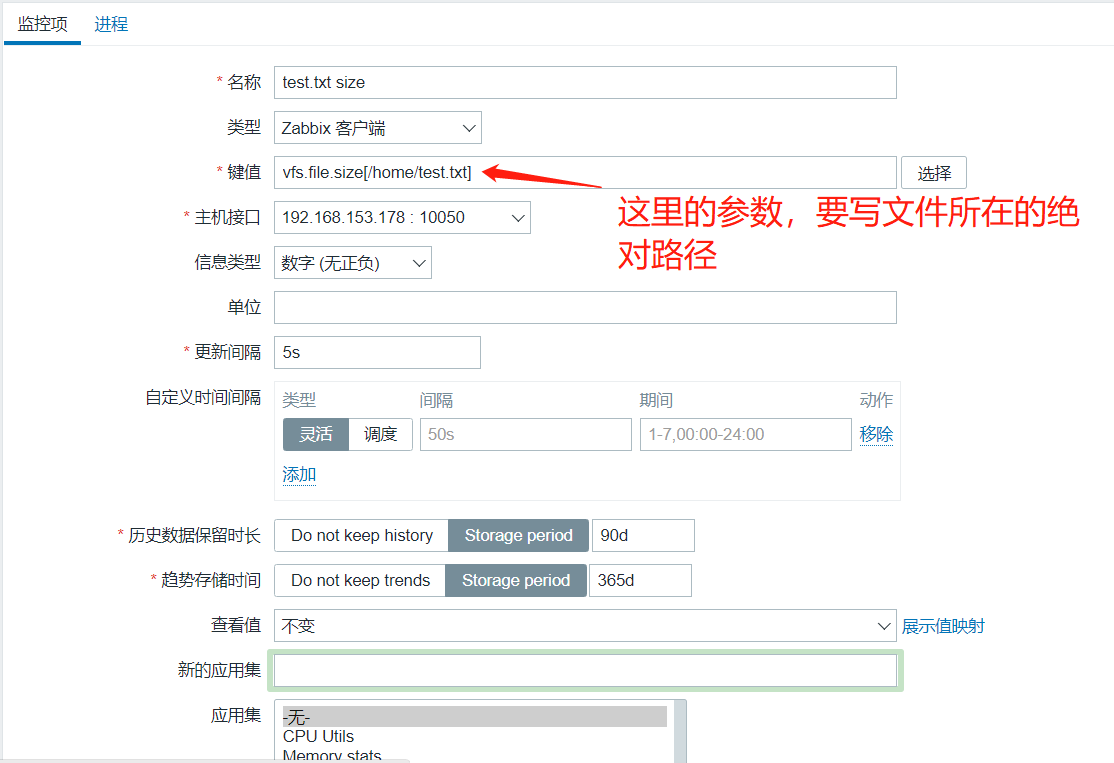 监控项 进程
* 名称 test.txt size
类型 Zabbix 客户端
* 键值 vfs.file.size[/home/test.txt] 选择
* 主机接口 192.168.153.178 : 10050
这里的参数，要写文件所在的绝
对路径
信息类型 数字 (无正负)
单位
* 更新间隔 5s
自定义时间间隔 类型 间隔 期间 动作
灵活 调度 50s 1-7,00:00-24:00 移除
添加
* 历史数据保留时长 Do not keep history Storage period 90d
* 趋势存储时间 Do not keep trends Storage period 365d
查看值 不变 展示值映射
新的应用集
应用集 -无-
CPU Utils
Memory stats